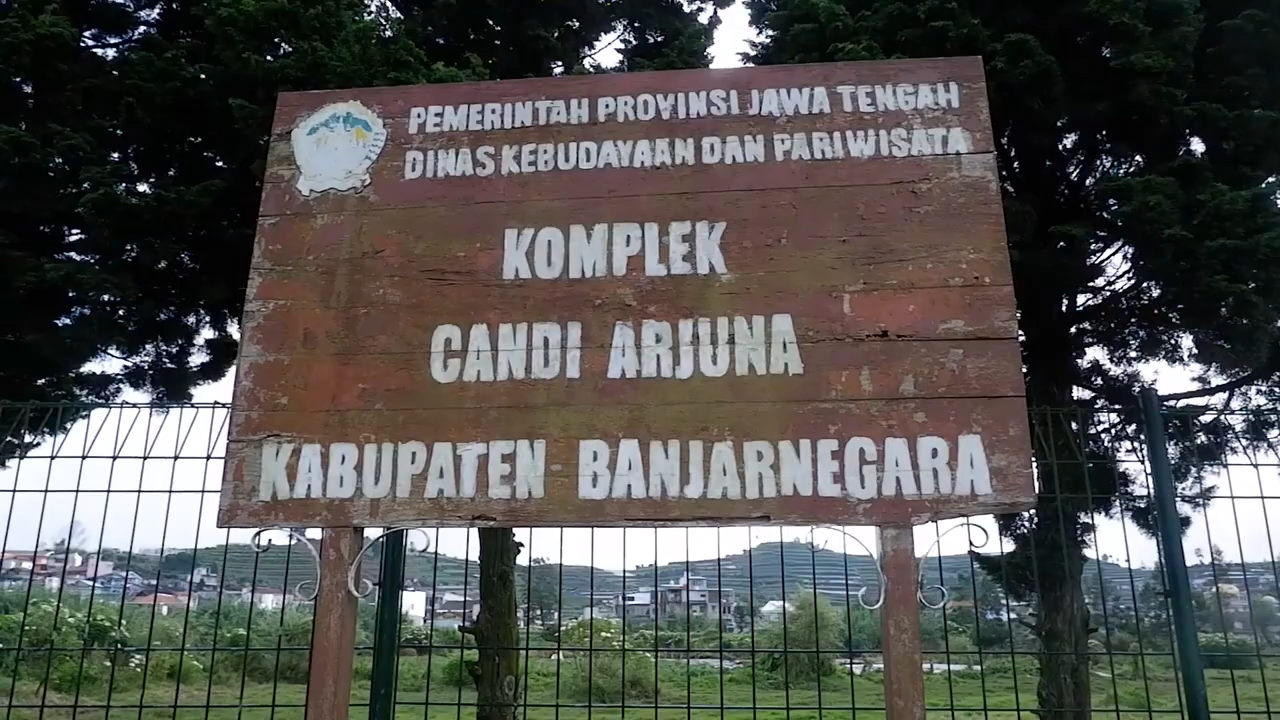 PEMERINTAH PROVINSI JAWA TENGAH
DINAS KEBUDAYAAN DAN PARIWISATA
KOMPLEK
CANDI ARJUNA
KABUPATEN BANJARNEGARA